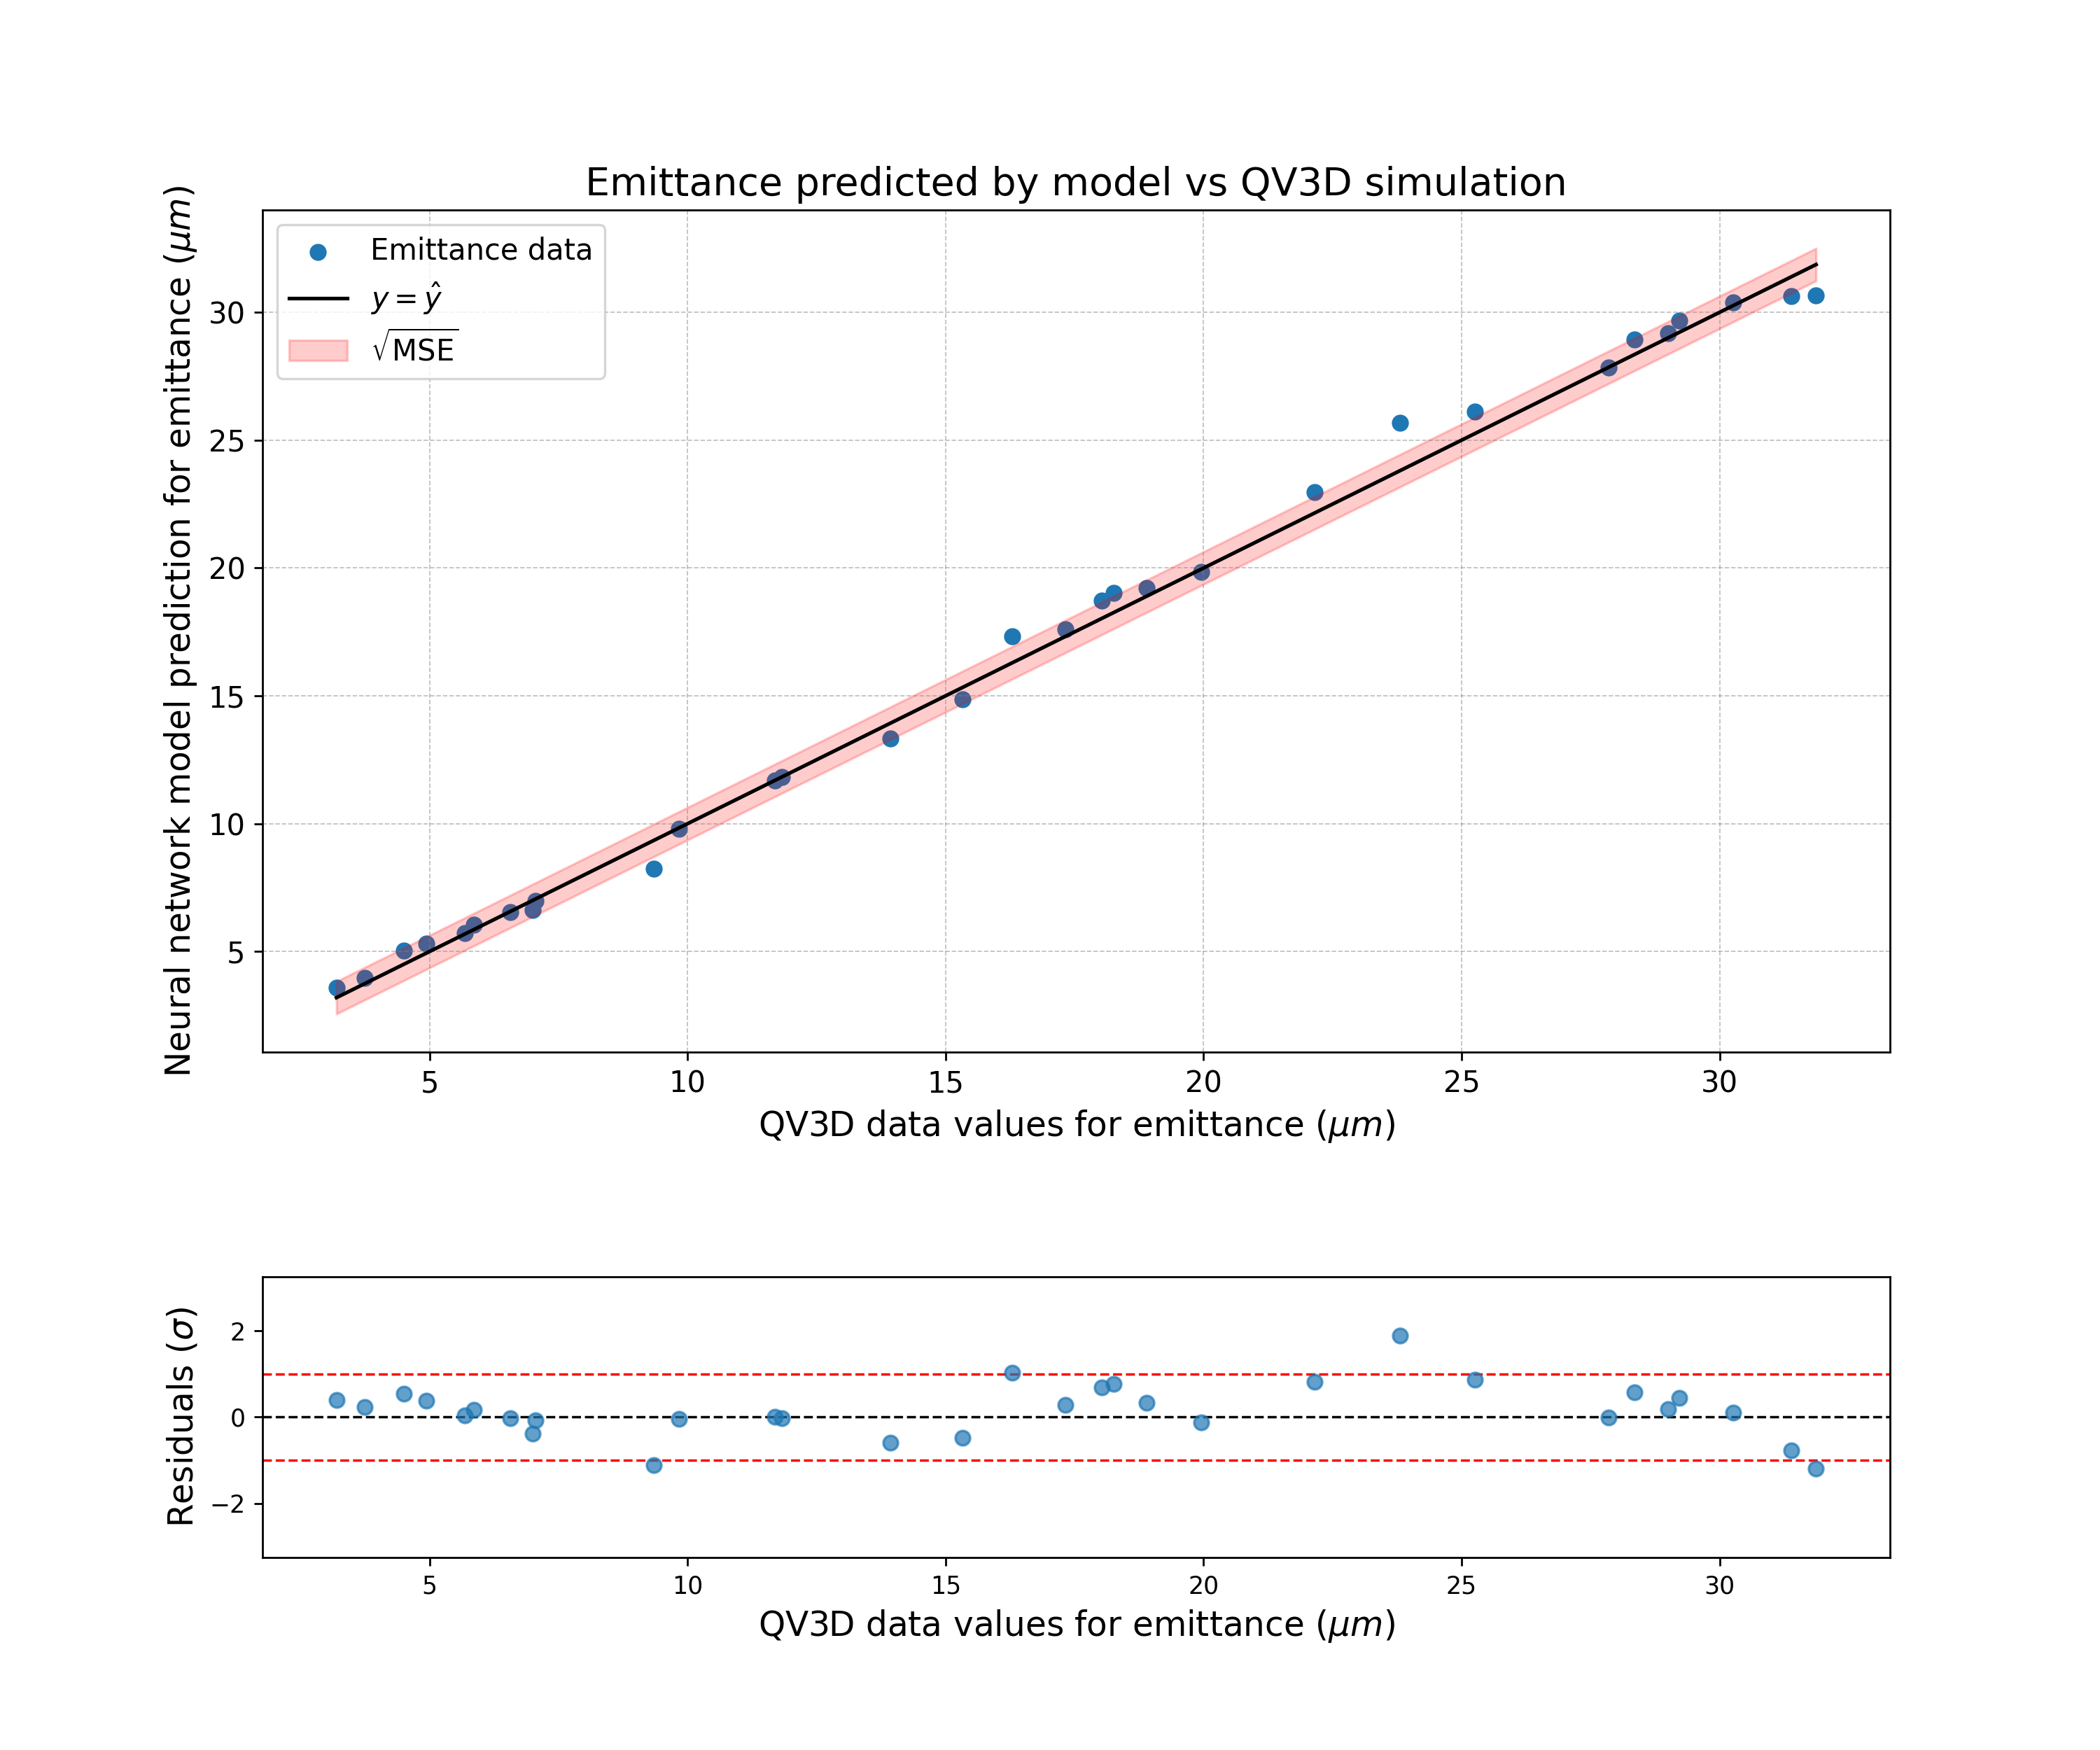 Emittance predicted by model vs QV3D simulation
Neural network model prediction for emittance (μm)
Emittance data
y = ŷ
√MSE
30
25
20
15
10
5
5 10 15 20 25 30
QV3D data values for emittance (μm)
Residuals (σ)
2
0
−2
5 10 15 20 25 30
QV3D data values for emittance (μm)